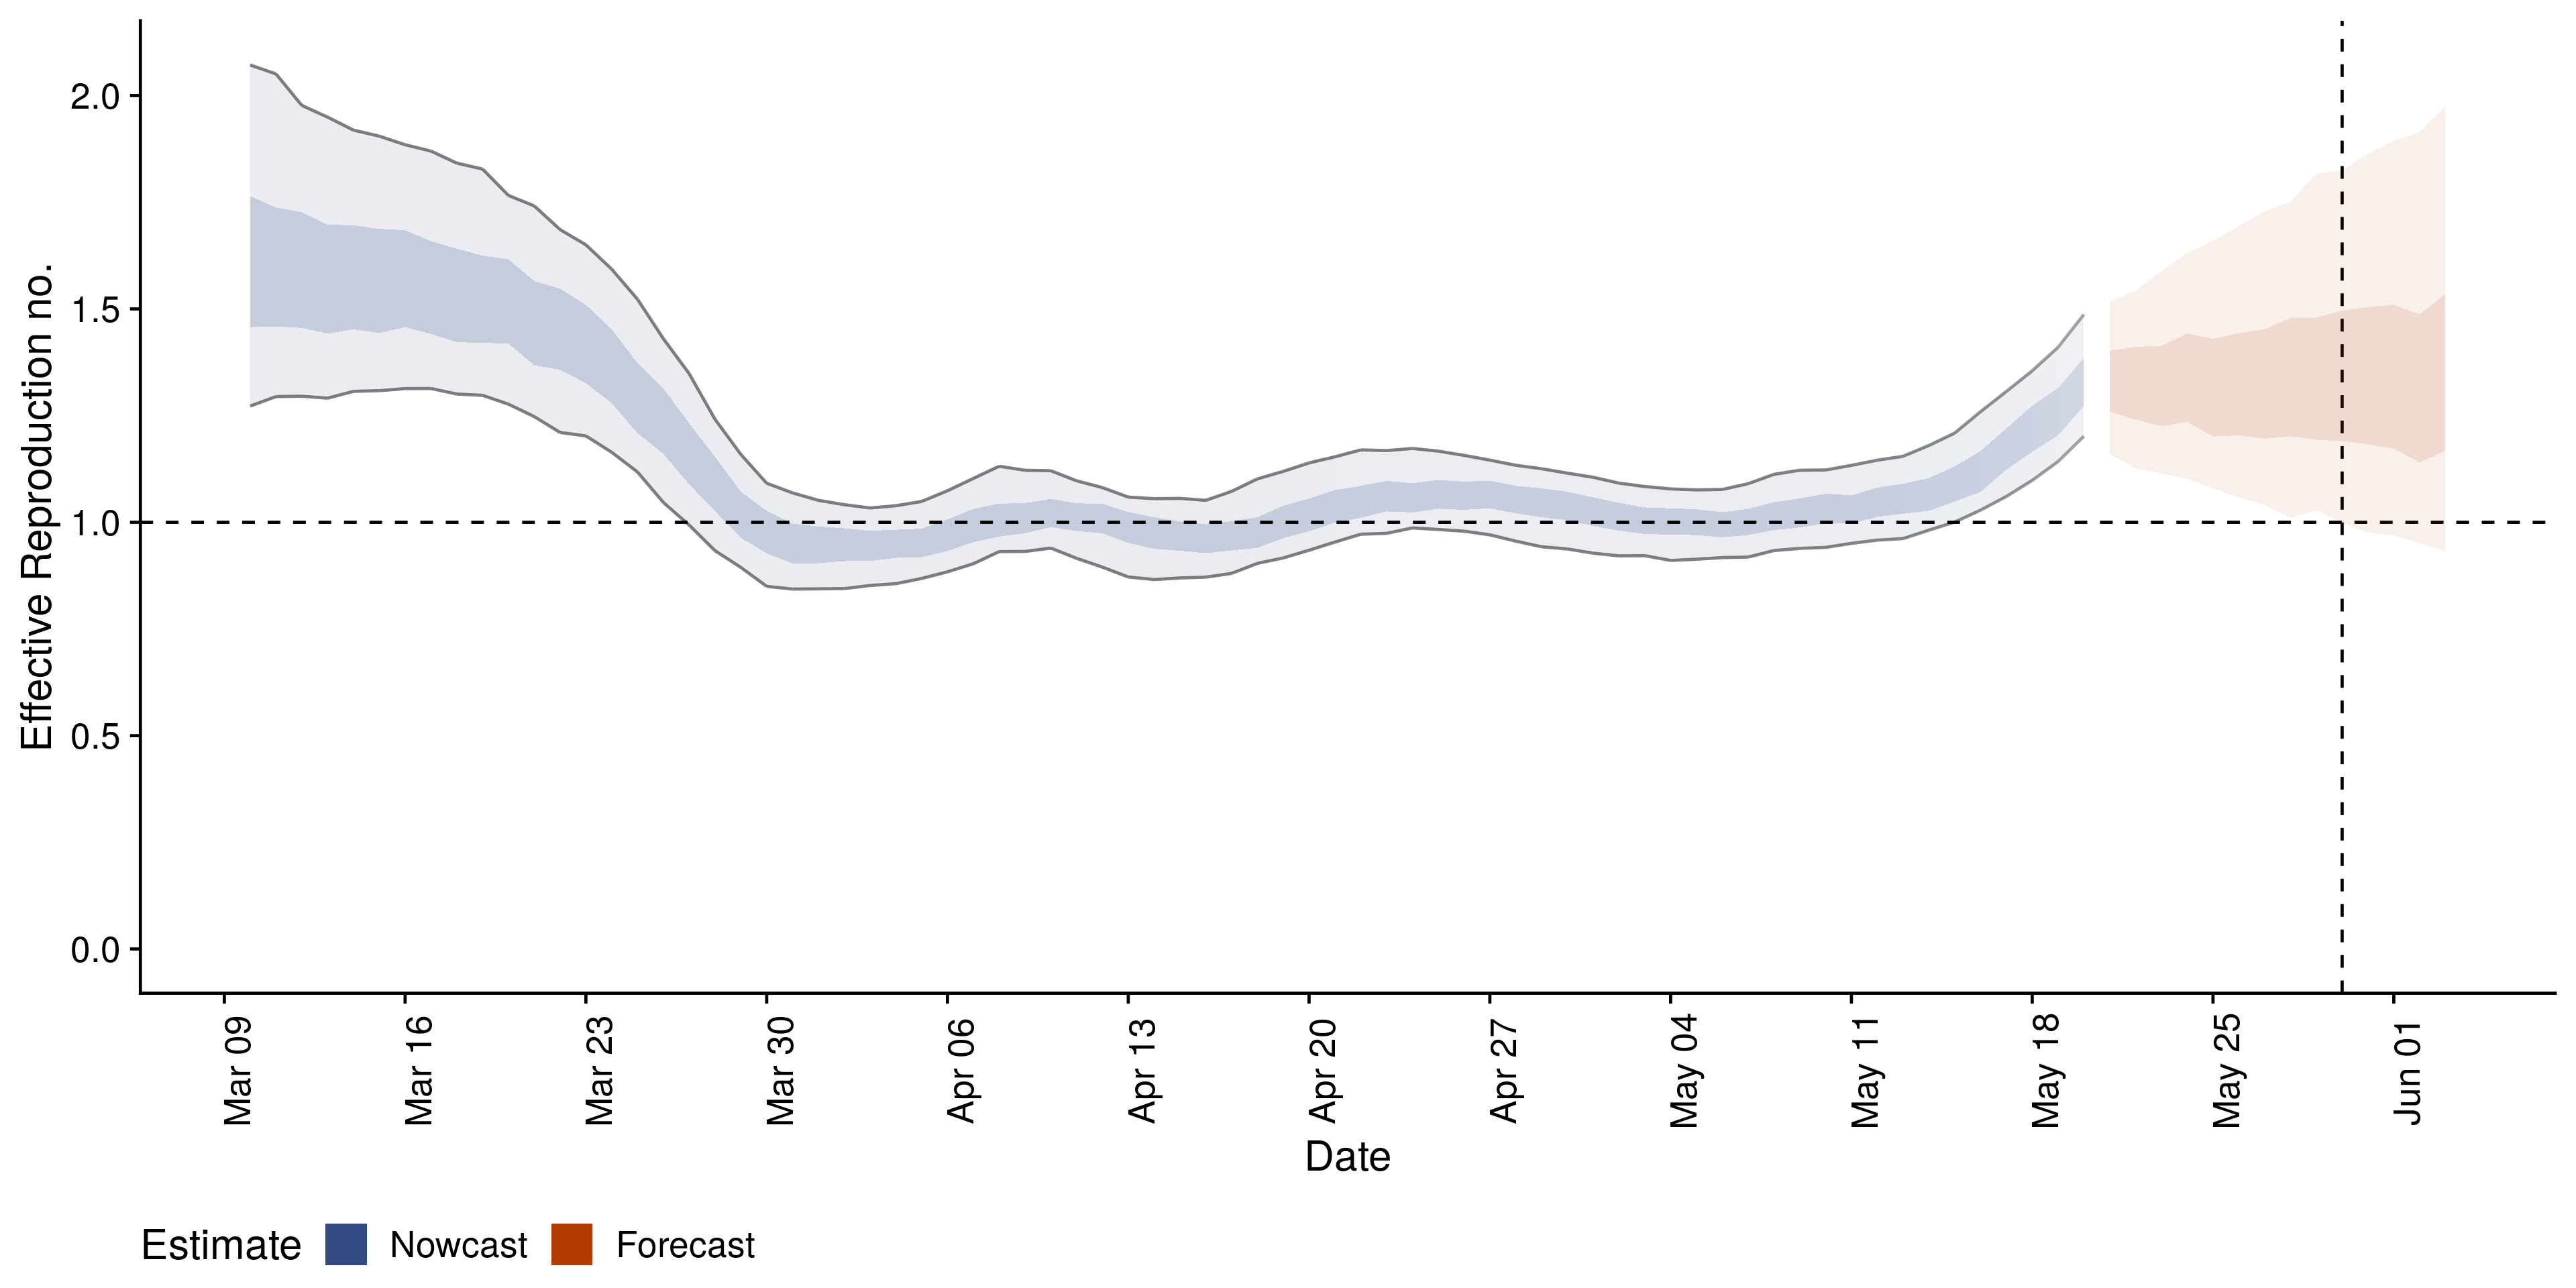 Effective Reproduction no.
2.0
1.5
1.0
0.5
0.0
Mar 09
Mar 16
Mar 23
Mar 30
Apr 06
Apr 13
Apr 20
Apr 27
May 04
May 11
May 18
May 25
Jun 01
Date
Estimate Nowcast Forecast